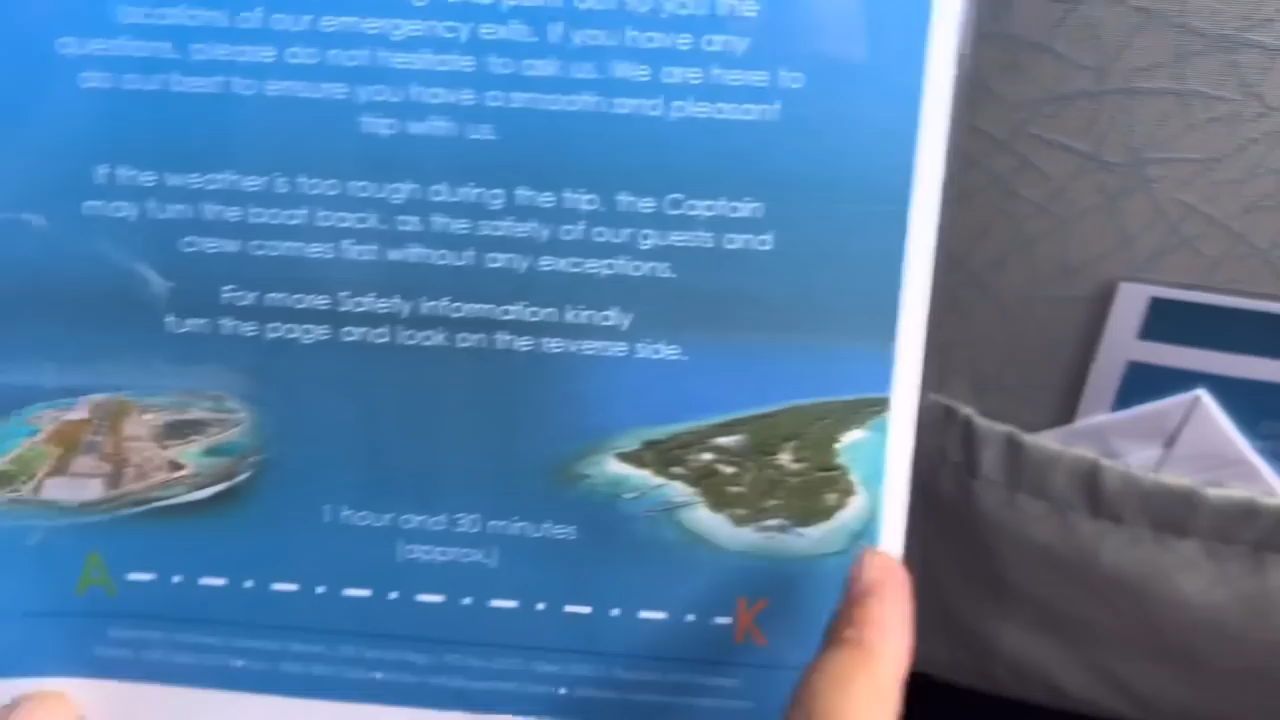 you the
locations of our emergency exits. If you have any
questions, please do not hesitate to ask us. We are here to
do our best to ensure you have a smooth and pleasant
trip with us.
If the weather is too rough during the trip, the Captain
may turn the boat back, as the safety of our guests and
crew comes fist without any exceptions.
For more Safety Information kindly
turn the page and look on the reverse side.
1 hour and 30 minutes
(approx.)
A
K